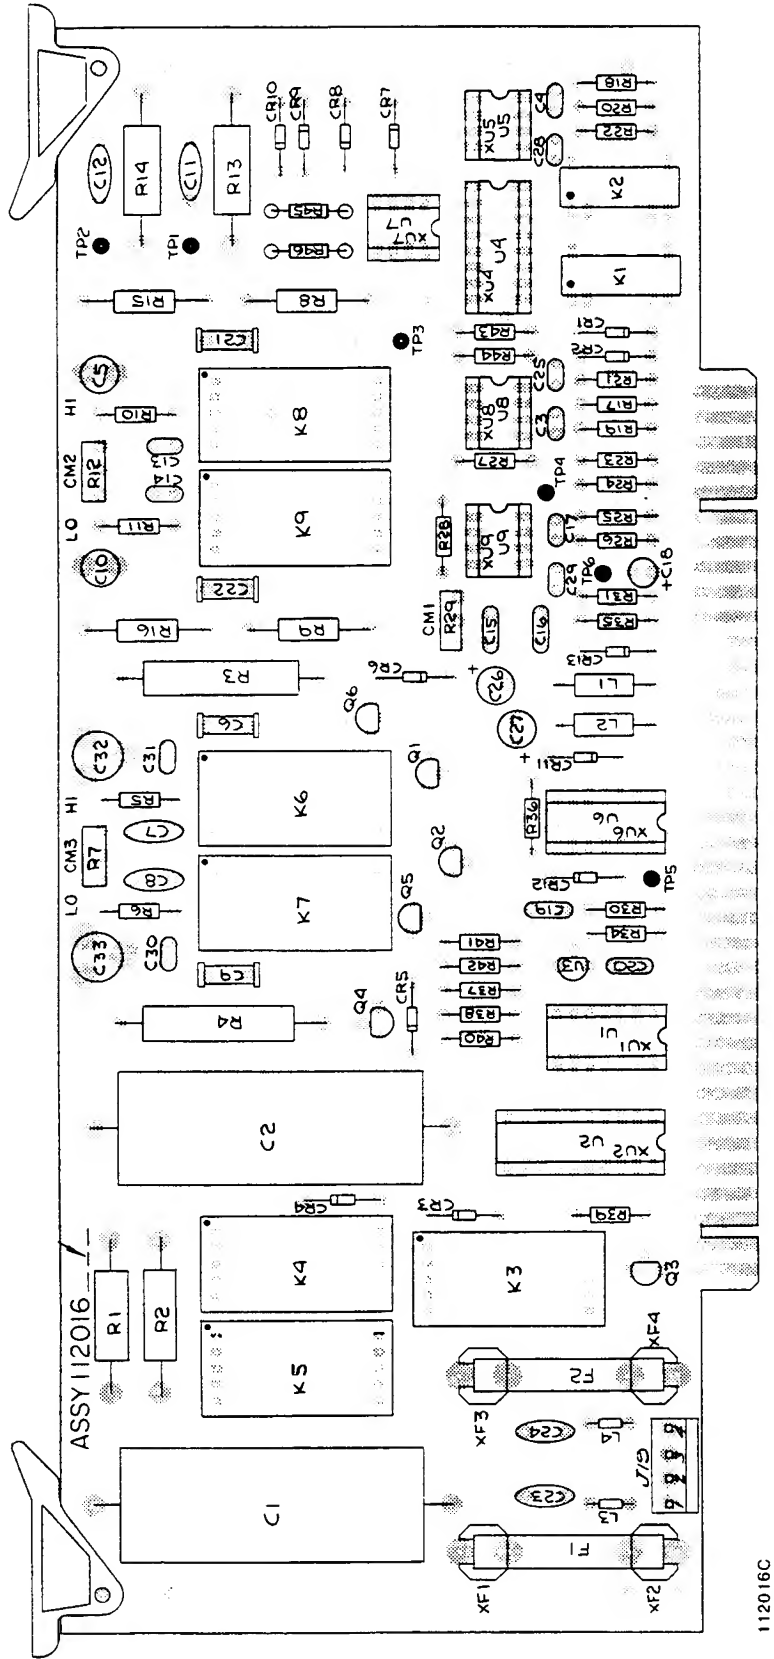 ASSY 112016
R1
R2
C1
K5
K4
CR4
C2
CR3
K3
R39
Q3
XF3
F2
XF4
C24
L4
C23
L3
J19
1 2 3 4
XF1
F1
XF2
U2
XU2
U1
XU1
R4
Q4
CR5
R40
R38
R37
R42
R41
U3
C20
C19
R34
R30
TP5
CR12
C33
C30
C9
LO
R6
C8
CM3
R7
C7
HI
R5
C32
C31
K7
K6
Q5
Q2
Q1
Q6
C6
R36
U6
XU6
CR11
+
C27
L2
+
C26
L1
CR13
R3
CR6
R16
R9
CM1
R29
C15
C16
R35
R31
C29
TP6
+C18
C10
C22
LO
R11
CM2
R12
C14
C13
HI
R10
C5
K9
K8
C21
R28
XU9
U9
C17
R26
R25
TP4
R27
R24
R23
XU8
U8
C3
R19
R17
C25
R21
R44
R43
CR2
CR1
TP3
R15
R8
XU4
U4
K1
K2
TP2
TP1
C12
R14
C11
R13
R46
R45
U7
XU7
CR10
CR9
CR8
CR7
XU5
U5
C28
C4
R22
R20
R18
112016C